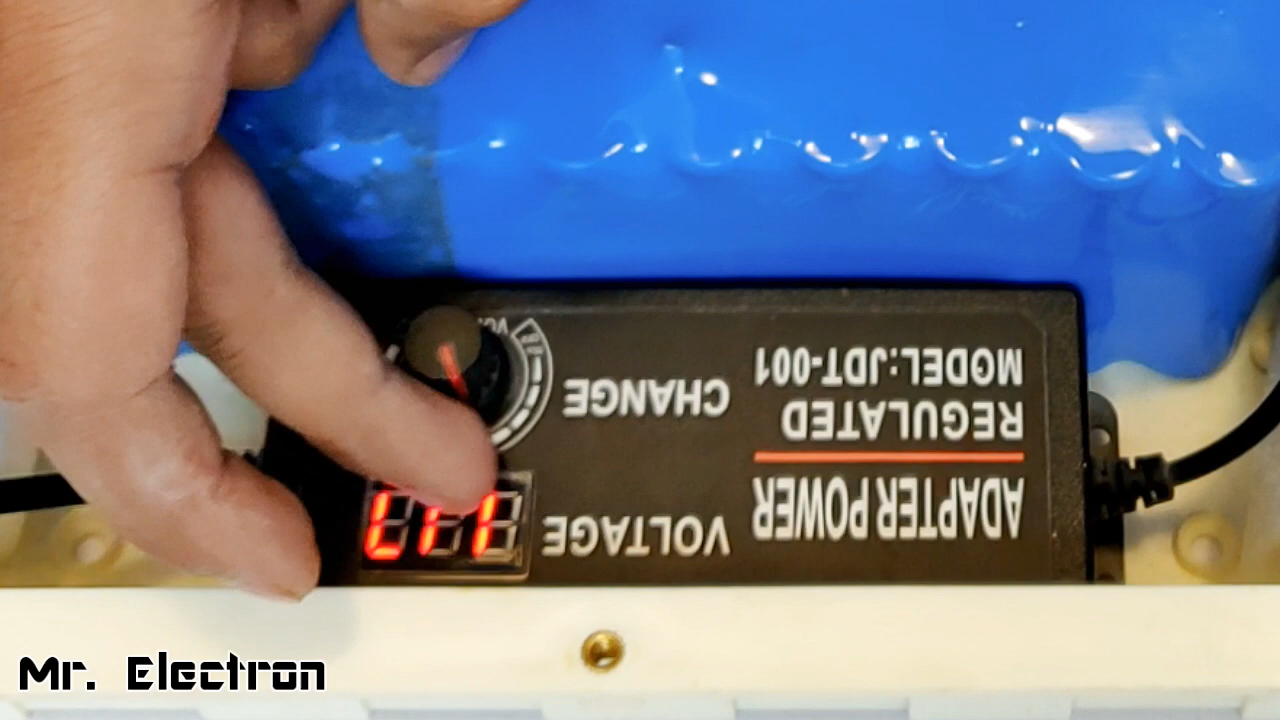 ADAPTER POWER
REGULATED
MODEL:JDT-001
VOLTAGE
CHANGE
Mr. Electron